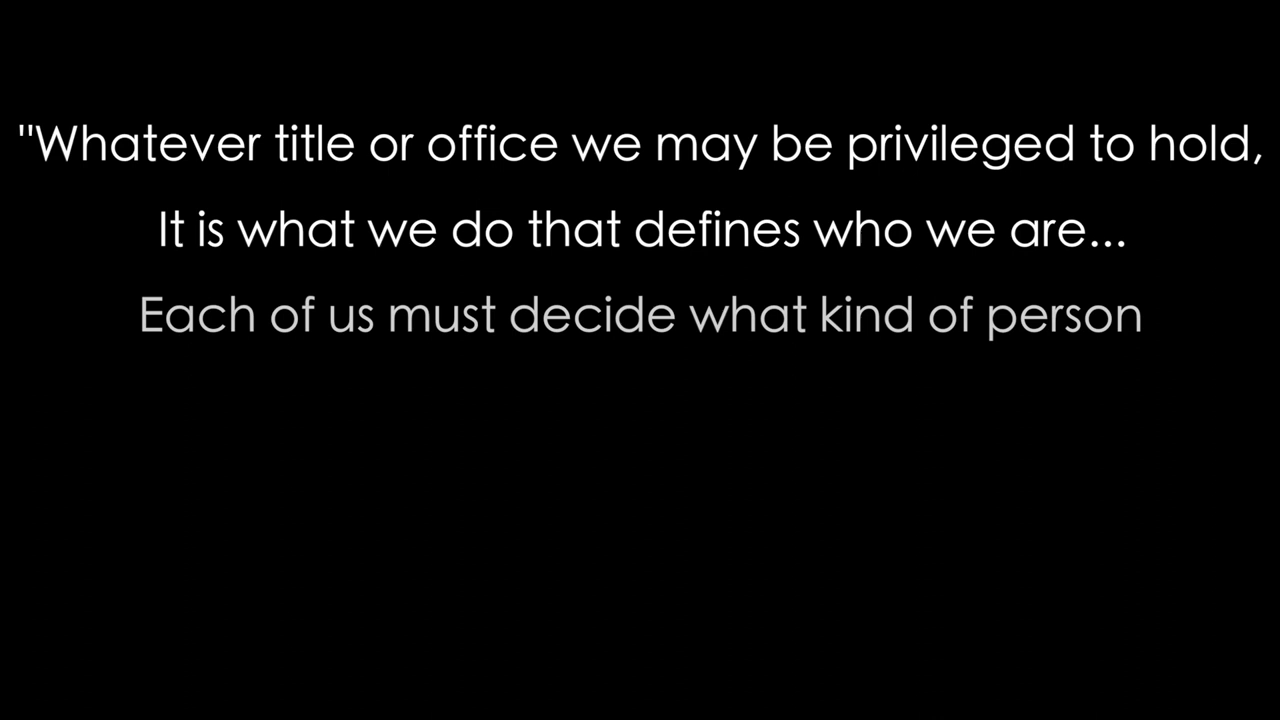 "Whatever title or office we may be privileged to hold,
It is what we do that defines who we are...
Each of us must decide what kind of person